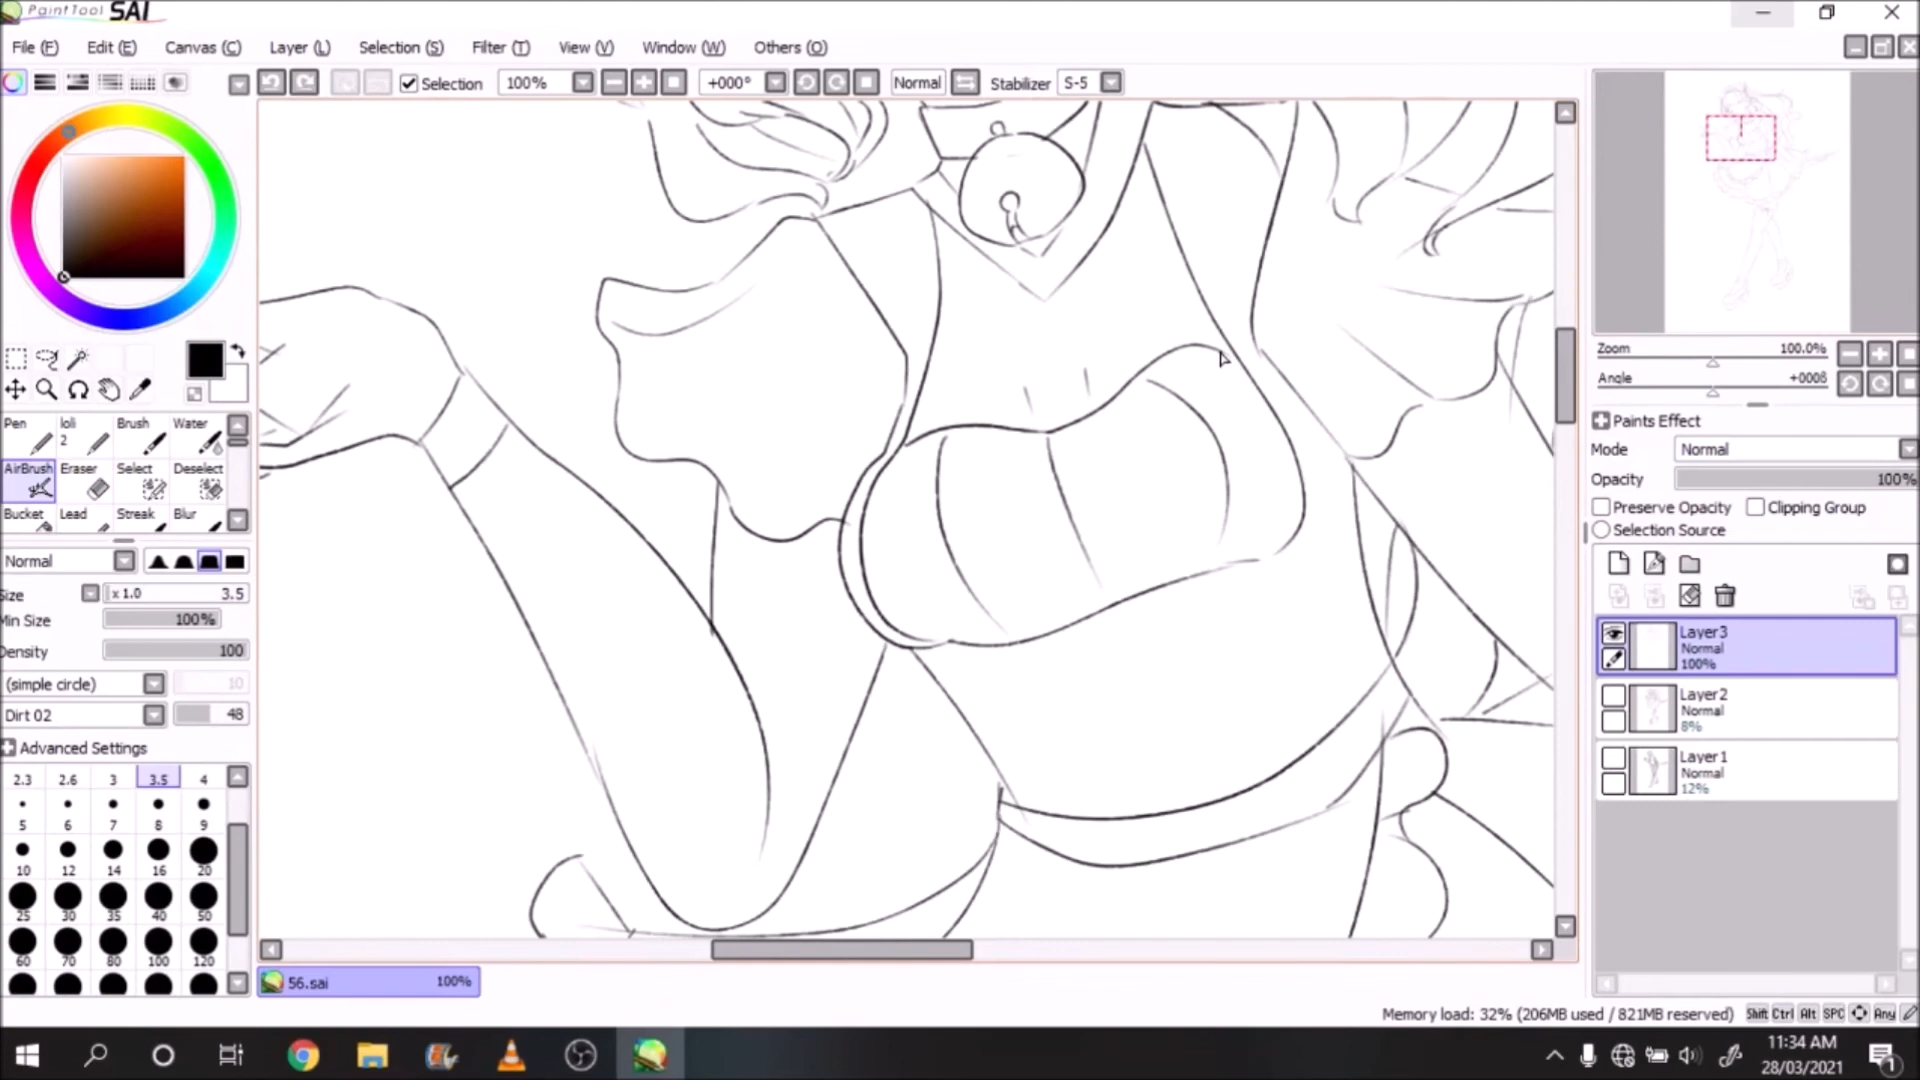 PaintTool SAI
File (F) Edit (E) Canvas (C) Layer (L) Selection (S) Filter (T) View (V) Window (W) Others (O)
Selection 100% +000° Normal Stabilizer S-5
Zoom 100.0%
Angle +000ß
Paints Effect
Mode Normal
Opacity 100%
Preserve Opacity Clipping Group
Selection Source
Layer3
Normal
100%
Layer2
Normal
8%
Layer1
Normal
12%
Pen loli 2 Brush Water
AirBrush Eraser Select Deselect
Bucket Lead Streak Blur
Normal
Size x 1.0 3.5
Min Size 100%
Density 100
(simple circle) 10
Dirt 02 48
Advanced Settings
2.3 2.6 3 3.5 4
5 6 7 8 9
10 12 14 16 20
25 30 35 40 50
60 70 80 100 120
56.sai 100%
Memory load: 32% (206MB used / 821MB reserved) Shift Ctrl Alt SPC Any
11:34 AM
28/03/2021
1